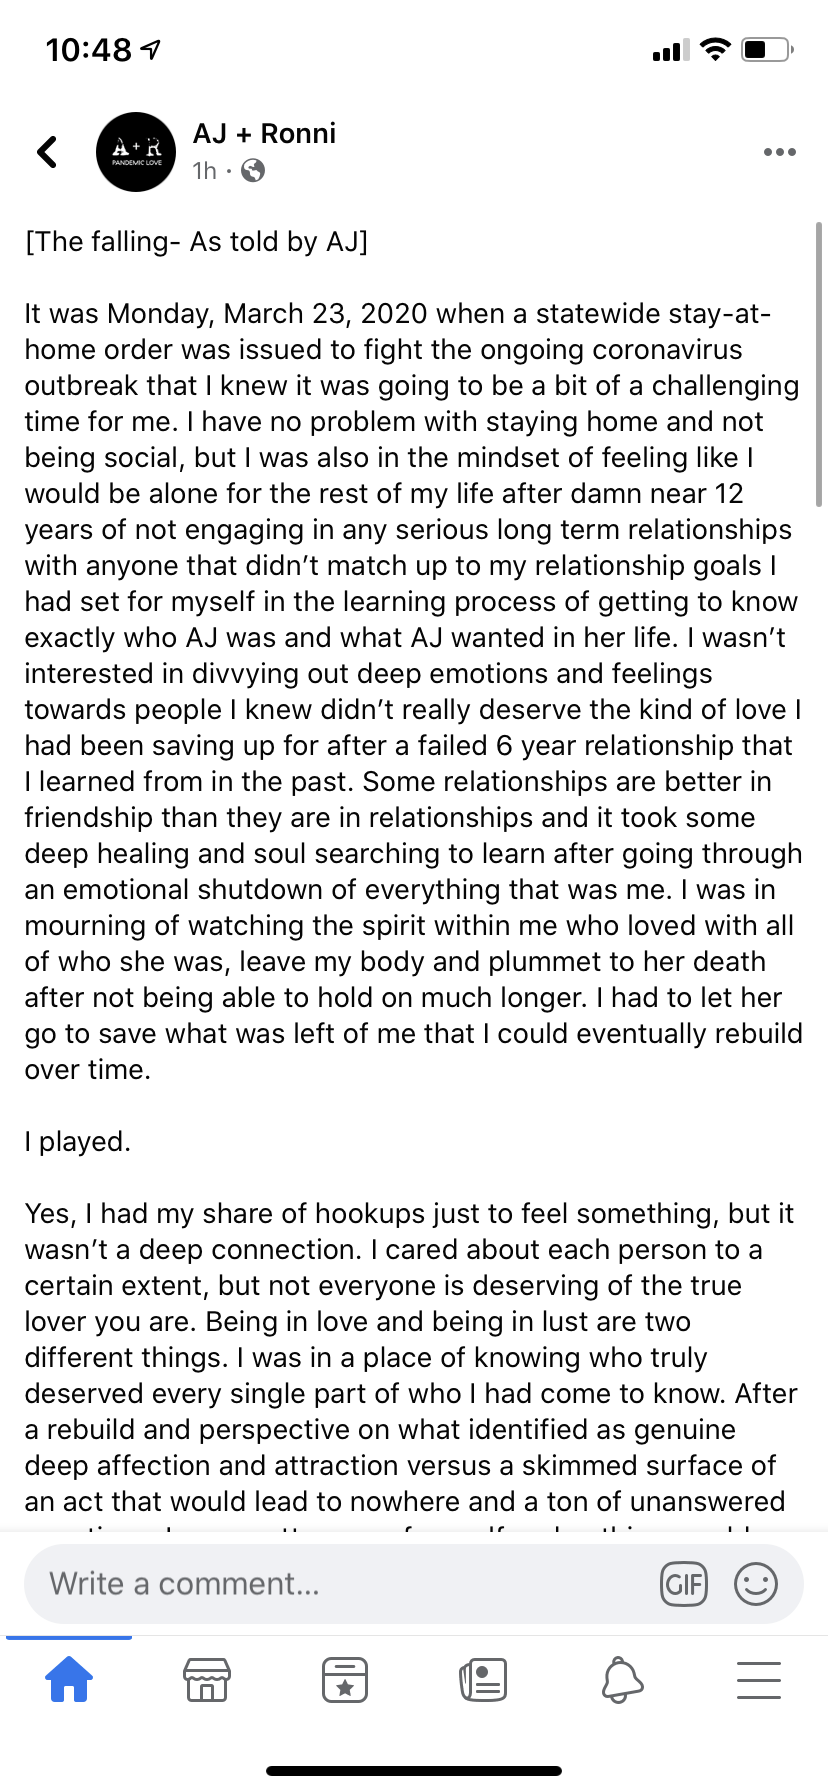 10:48
A+R
PANDEMIC LOVE
AJ + Ronni
1h ·
[The falling- As told by AJ]
It was Monday, March 23, 2020 when a statewide stay-at-
home order was issued to fight the ongoing coronavirus
outbreak that I knew it was going to be a bit of a challenging
time for me. I have no problem with staying home and not
being social, but I was also in the mindset of feeling like I
would be alone for the rest of my life after damn near 12
years of not engaging in any serious long term relationships
with anyone that didn’t match up to my relationship goals I
had set for myself in the learning process of getting to know
exactly who AJ was and what AJ wanted in her life. I wasn’t
interested in divvying out deep emotions and feelings
towards people I knew didn’t really deserve the kind of love I
had been saving up for after a failed 6 year relationship that
I learned from in the past. Some relationships are better in
friendship than they are in relationships and it took some
deep healing and soul searching to learn after going through
an emotional shutdown of everything that was me. I was in
mourning of watching the spirit within me who loved with all
of who she was, leave my body and plummet to her death
after not being able to hold on much longer. I had to let her
go to save what was left of me that I could eventually rebuild
over time.
I played.
Yes, I had my share of hookups just to feel something, but it
wasn’t a deep connection. I cared about each person to a
certain extent, but not everyone is deserving of the true
lover you are. Being in love and being in lust are two
different things. I was in a place of knowing who truly
deserved every single part of who I had come to know. After
a rebuild and perspective on what identified as genuine
deep affection and attraction versus a skimmed surface of
an act that would lead to nowhere and a ton of unanswered
Write a comment...
GIF